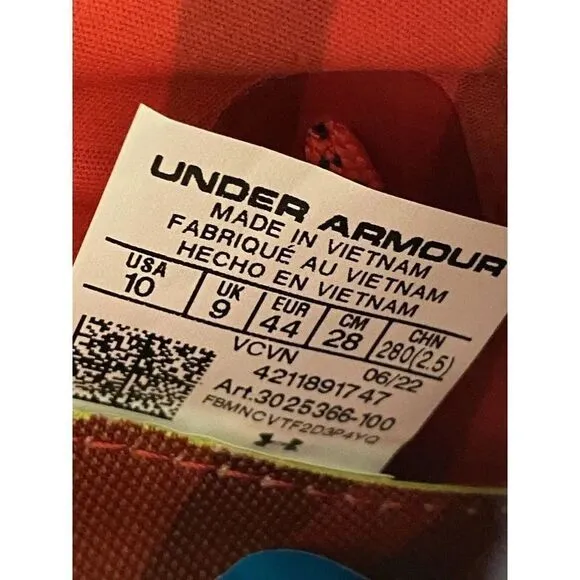 UNDER ARMOUR
MADE IN VIETNAM
FABRIQUÉ AU VIETNAM
HECHO EN VIETNAM
USA UK EUR CM CHN
10 9 44 28 280(2.5)
VCVN 06/22
4211891747
Art.3025366-100
FBMNCVTF2D3P4YQ